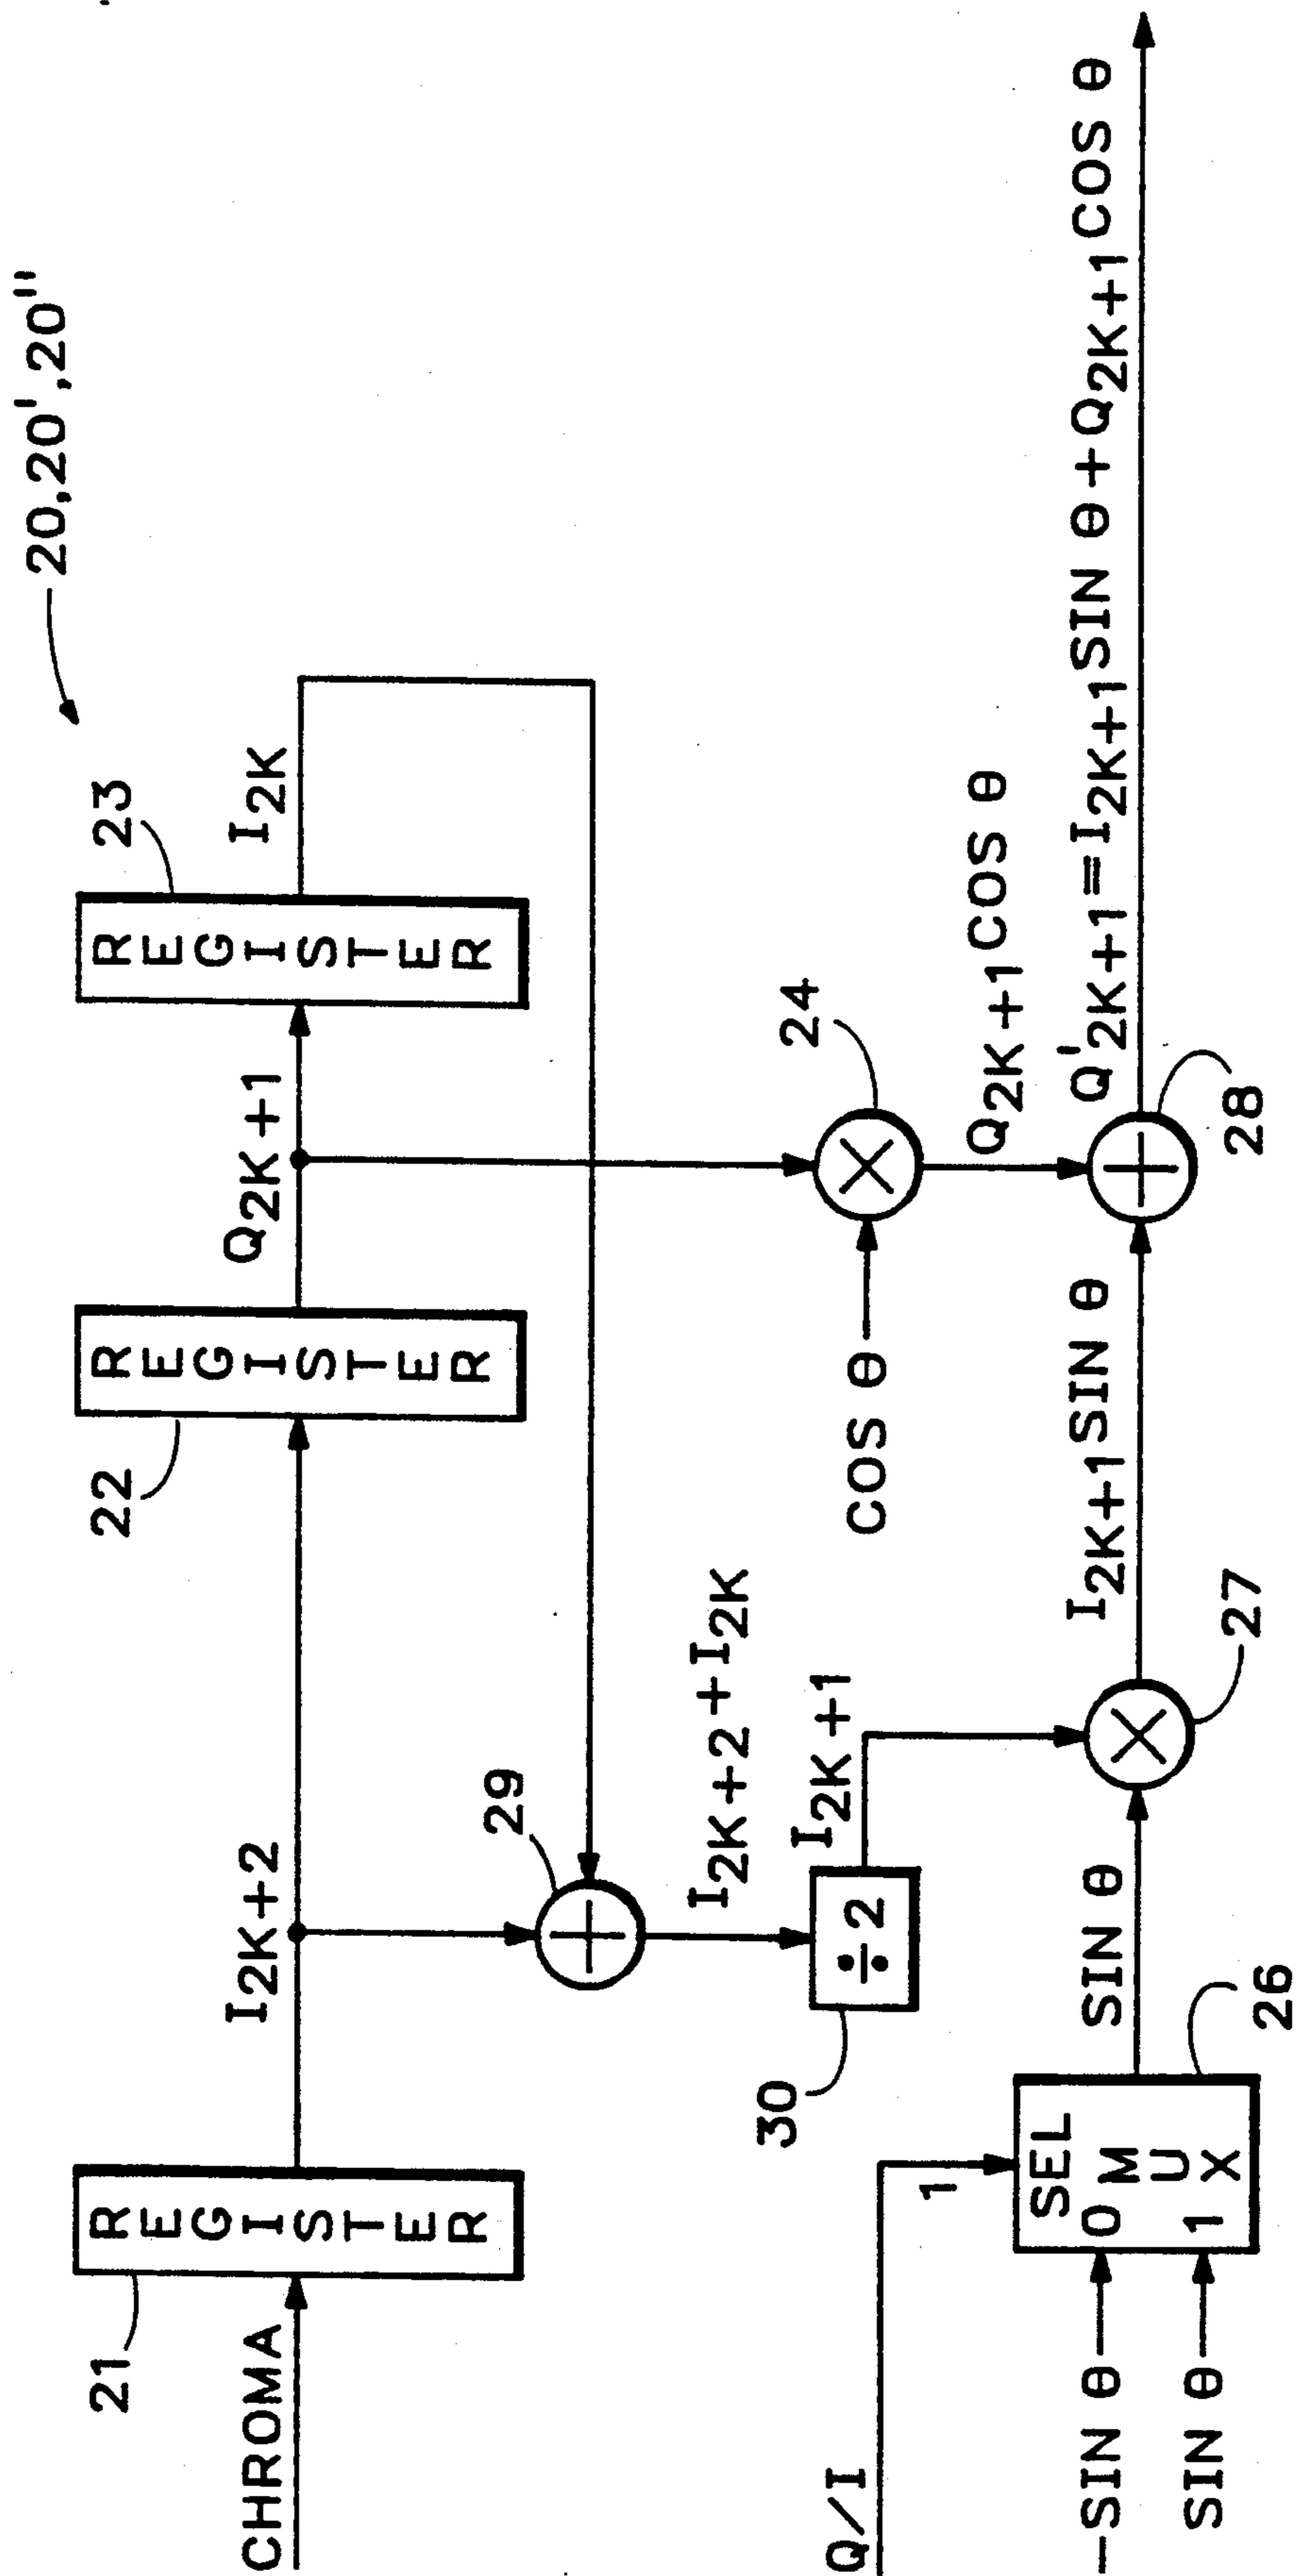 20,20',20''
CHROMA
21
REGISTER
I2K+2
22
REGISTER
Q2K+1
23
REGISTER
I2K
29
+
I2K+2+I2K
30
÷2
I2K+1
COS θ
24
×
Q2K+1COS θ
Q/I
1
-SIN θ
SIN θ
SEL
0 MUX
1
26
SIN θ
27
×
I2K+1SIN θ
28
+
Q'2K+1=I2K+1SIN θ+Q2K+1COS θ